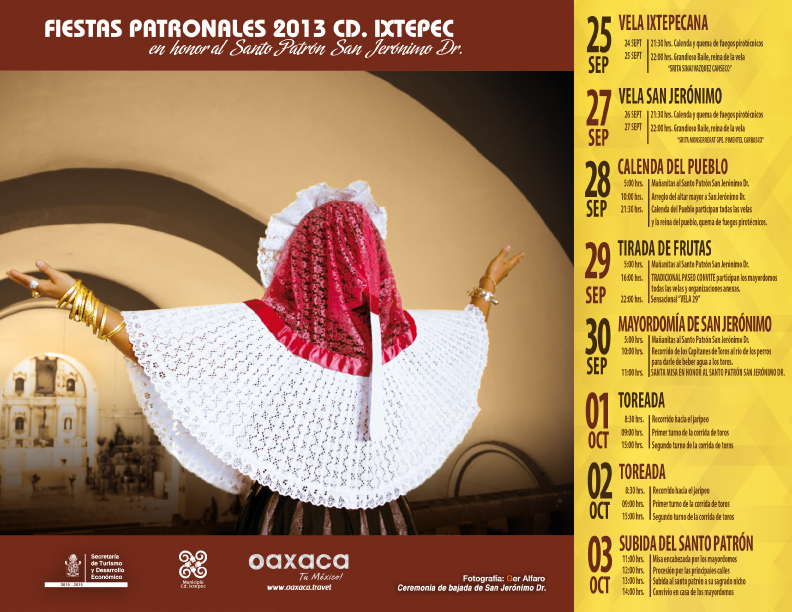 FIESTAS PATRONALES 2013 CD. IXTEPEC
en honor al Santo Patrón San Jerónimo Dr.
25 SEP
VELA IXTEPECANA
24 SEPT 21:30 hrs. Calenda y quema de fuegos pirotécnicos
25 SEPT 22:00 hrs. Grandioso Baile, reina de la vela
"SRITA SINAI VAZQUEZ CANSECO"
27 SEP
VELA SAN JERÓNIMO
26 SEPT 21:30 hrs. Calenda y quema de fuegos pirotécnicos
27 SEPT 22:00 hrs. Grandioso Baile, reina de la vela
"SRITA MONSERRERAT GPE. PIMENTEL CARRASCO"
28 SEP
CALENDA DEL PUEBLO
5:00 hrs. Mañanitas al Santo Patrón San Jerónimo Dr.
10:00 hrs. Arreglo del altar mayor a San Jerónimo Dr.
21:30 hrs. Calenda del Pueblo participan todas las velas
y la reina del pueblo, quema de fuegos pirotécnicos.
29 SEP
TIRADA DE FRUTAS
5:00 hrs. Mañanitas al Santo Patrón San Jerónimo Dr.
16:00 hrs. TRADICIONAL PASEO CONVITE participan los mayordomos
todas las velas y organizaciones anexas.
22:00 hrs. Sensacional "VELA 29"
30 SEP
MAYORDOMÍA DE SAN JERÓNIMO
5:00 hrs. Mañanitas al Santo Patrón San Jerónimo Dr.
10:00 hrs. Recorrido de los Capitanes de Toros al río de los perros
para darle de beber agua a los toros.
11:00 hrs. SANTA MISA EN HONOR AL SANTO PATRÓN SAN JERÓNIMO DR.
01 OCT
TOREADA
8:30 hrs. Recorrido hacia el jaripeo
09:00 hrs. Primer turno de la corrida de toros
15:00 hrs. Segundo turno de la corrida de toros
02 OCT
TOREADA
8:30 hrs. Recorrido hacia el jaripeo
09:00 hrs. Primer turno de la corrida de toros
15:00 hrs. Segundo turno de la corrida de toros
03 OCT
SUBIDA DEL SANTO PATRÓN
11:00 hrs. Misa encabezada por los mayordomos
12:00 hrs. Procesión por las principales calles
13:00 hrs. Subida al santo patrón a su sagrado nicho
14:00 hrs. Convivio en casa de los mayordomos
Secretaría
de Turismo
y Desarrollo
Económico
2010 - 2016
Municipio
Cd. Ixtepec
oaxaca
Tu México!
www.oaxaca.travel
Fotografía: Ger Alfaro
Ceremonia de bajada de San Jerónimo Dr.